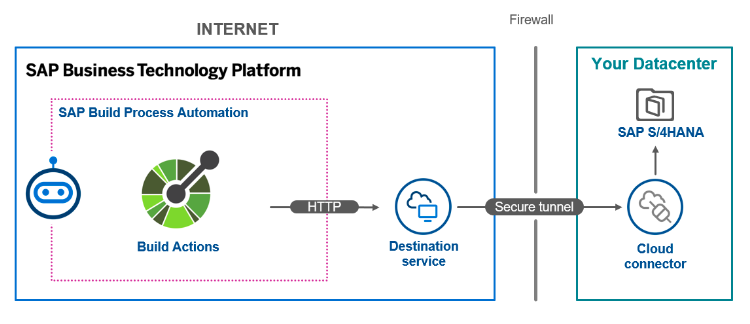 INTERNET
Firewall
SAP Business Technology Platform
Your Datacenter
SAP Build Process Automation
SAP S/4HANA
HTTP
Secure tunnel
Build Actions
Destination
service
Cloud
connector